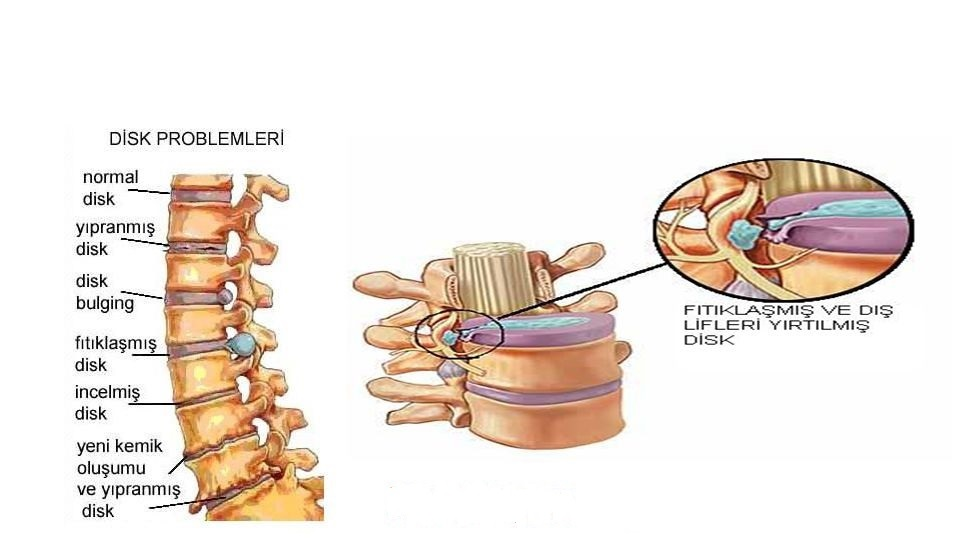 DİSK PROBLEMLERİ
normal
disk
yıpranmış
disk
disk
bulging
fıtıklaşmış
disk
incelmiş
disk
yeni kemik
oluşumu
ve yıpranmış
disk
FITIKLAŞMIŞ VE DIŞ
LİFLERİ YIRTILMIŞ
DİSK